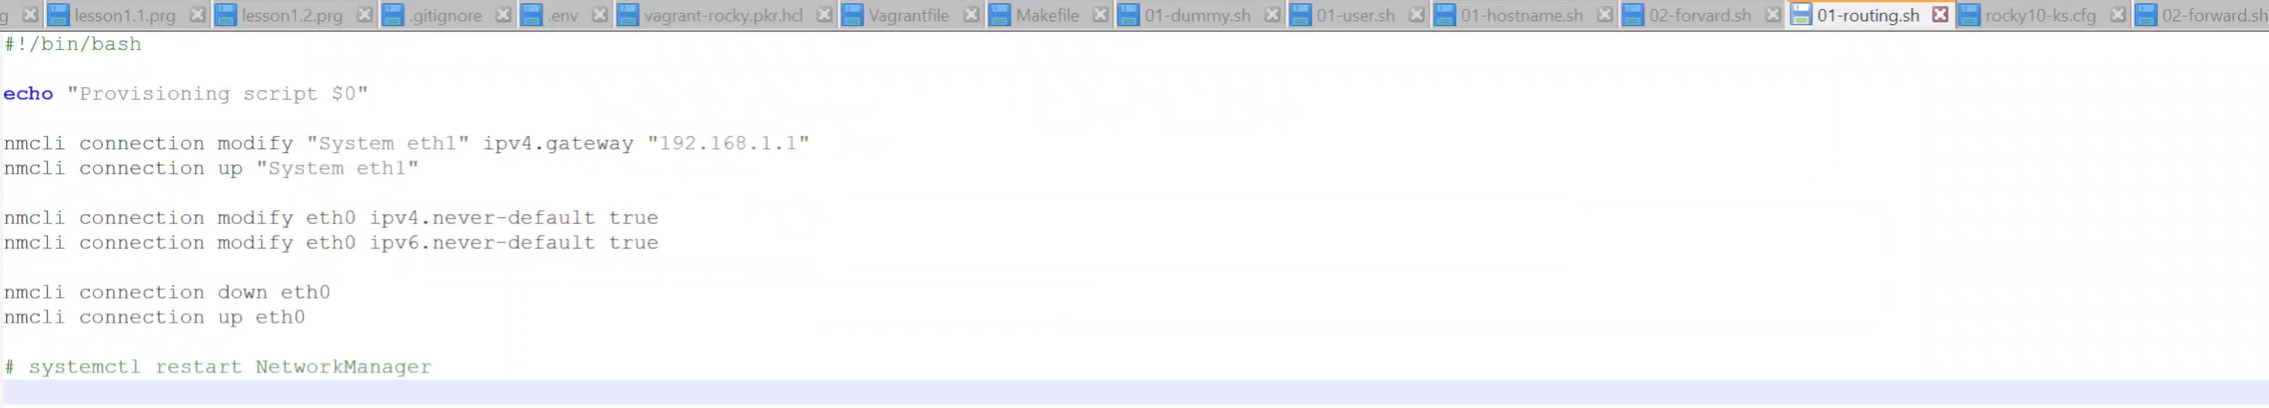 g lesson1.1.prg lesson1.2.prg .gitignore .env vagrant-rocky.pkr.hcl Vagrantfile Makefile 01-dummy.sh 01-user.sh 01-hostname.sh 02-forvard.sh 01-routing.sh rocky10-ks.cfg 02-forward.sh
#!/bin/bash
echo "Provisioning script $0"
nmcli connection modify "System eth1" ipv4.gateway "192.168.1.1"
nmcli connection up "System eth1"
nmcli connection modify eth0 ipv4.never-default true
nmcli connection modify eth0 ipv6.never-default true
nmcli connection down eth0
nmcli connection up eth0
# systemctl restart NetworkManager